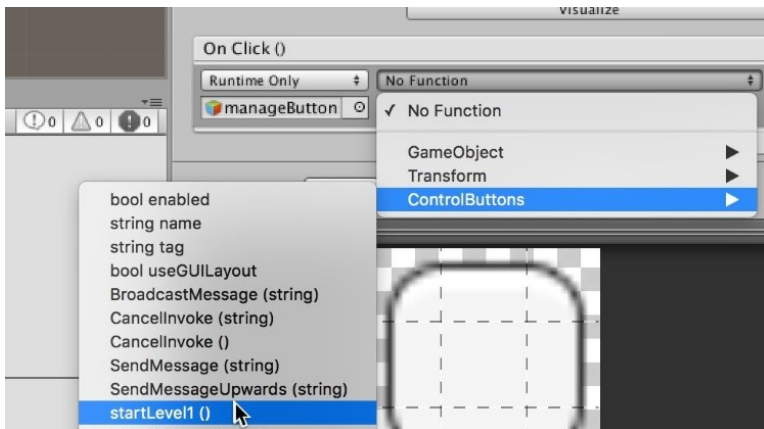 Visualize
On Click ()
Runtime Only
No Function
manageButton
✓ No Function
GameObject
Transform
ControlButtons
0 0 0
bool enabled
string name
string tag
bool useGUILayout
BroadcastMessage (string)
CancelInvoke (string)
CancelInvoke ()
SendMessage (string)
SendMessageUpwards (string)
startLevel1 ()